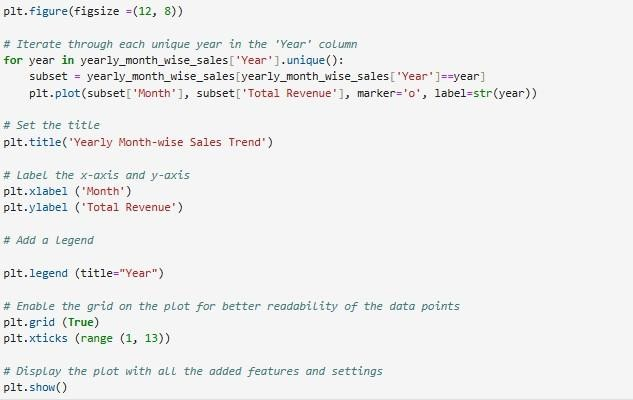 plt.figure(figsize =(12, 8))
# Iterate through each unique year in the 'Year' column
for year in yearly_month_wise_sales['Year'].unique():
    subset = yearly_month_wise_sales[yearly_month_wise_sales['Year']==year]
    plt.plot(subset['Month'], subset['Total Revenue'], marker='o', label=str(year))
# Set the title
plt.title('Yearly Month-wise Sales Trend')
# Label the x-axis and y-axis
plt.xlabel ('Month')
plt.ylabel ('Total Revenue')
# Add a Legend
plt.legend (title="Year")
# Enable the grid on the plot for better readability of the data points
plt.grid (True)
plt.xticks (range (1, 13))
# Display the plot with all the added features and settings
plt.show()